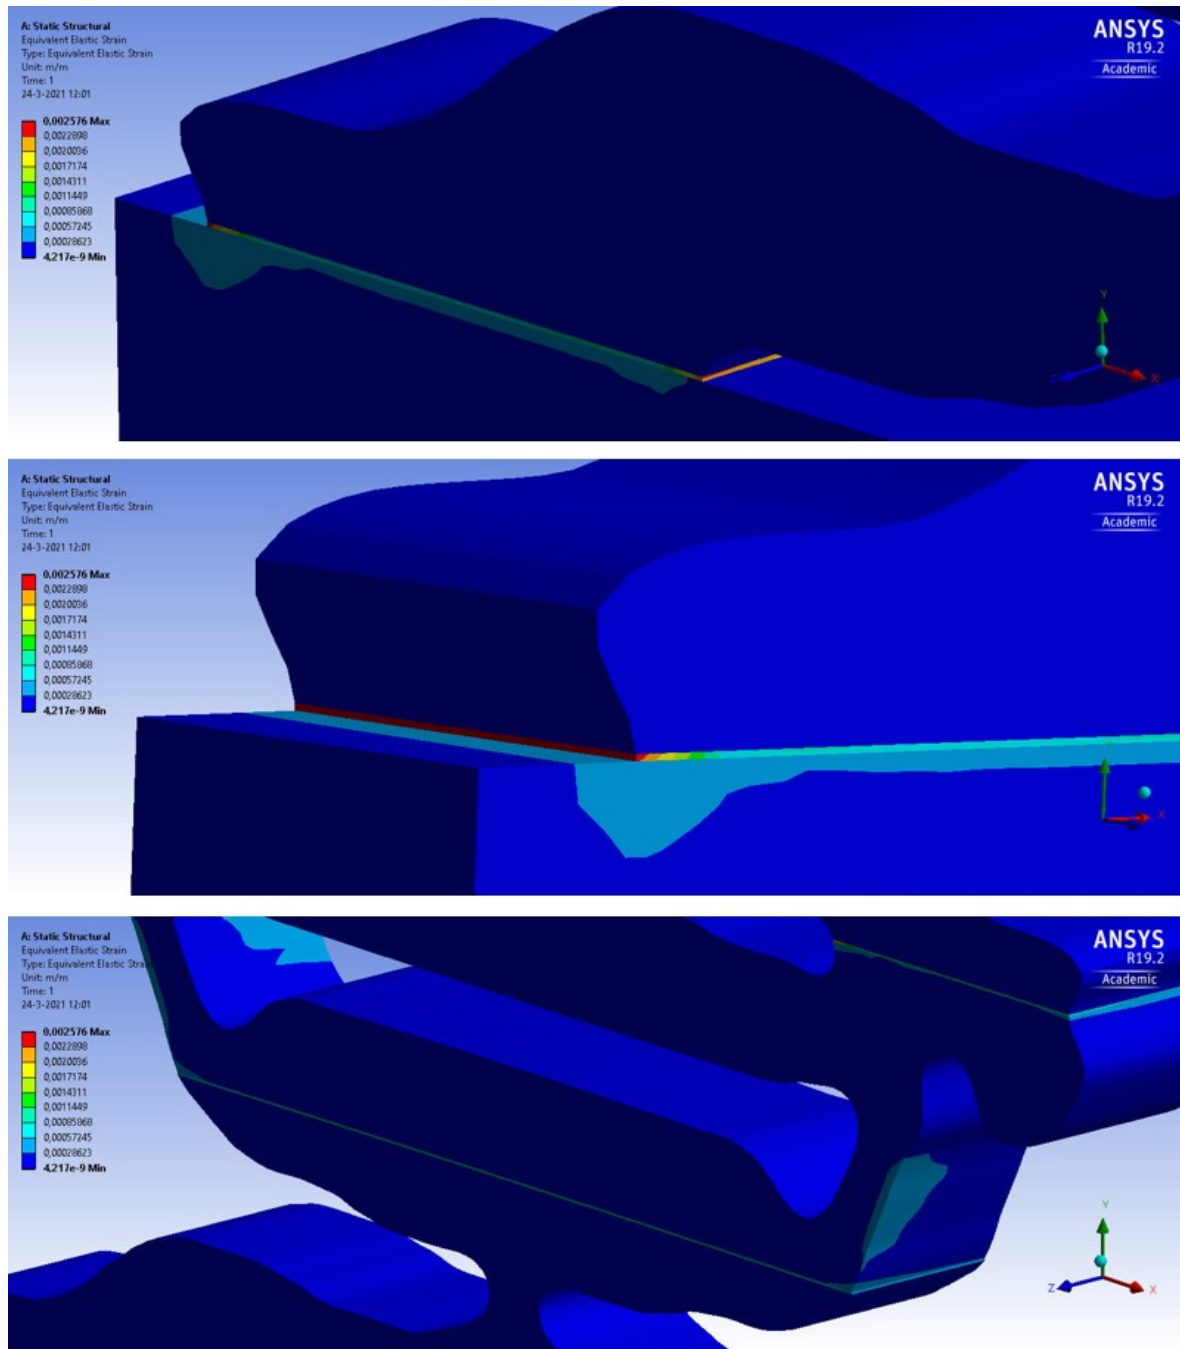 A: Static Structural
Equivalent Elastic Strain
Type: Equivalent Elastic Strain
Unit: m/m
Time: 1
24-3-2021 12:01
0,002576 Max
0,0022898
0,0020036
0,0017174
0,0014311
0,0011449
0,00085868
0,00057245
0,00028623
4,217e-9 Min
ANSYS
R19.2
Academic
Y
Z
X
A: Static Structural
Equivalent Elastic Strain
Type: Equivalent Elastic Strain
Unit: m/m
Time: 1
24-3-2021 12:01
0,002576 Max
0,0022898
0,0020036
0,0017174
0,0014311
0,0011449
0,00085868
0,00057245
0,00028623
4,217e-9 Min
ANSYS
R19.2
Academic
X
A: Static Structural
Equivalent Elastic Strain
Type: Equivalent Elastic Stra
Unit: m/m
Time: 1
24-3-2021 12:01
0,002576 Max
0,0022898
0,0020036
0,0017174
0,0014311
0,0011449
0,00085868
0,00057245
0,00028623
4,217e-9 Min
ANSYS
R19.2
Academic
Y
Z
X